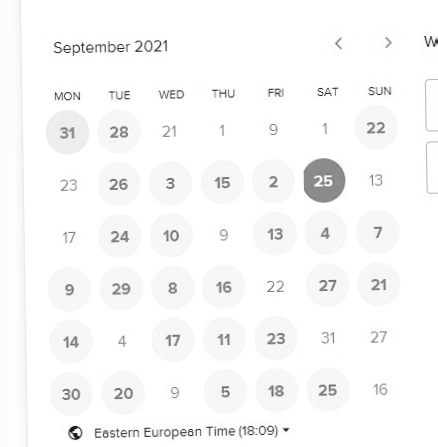 September 2021
W
MON TUE WED THU FRI SAT SUN
31 28 21 1 9 1 22
23 26 3 15 2 25 13
17 24 10 9 13 4 7
9 29 8 16 22 27 21
14 4 17 11 23 31 27
30 20 9 5 18 25 16
Eastern European Time (18:09)